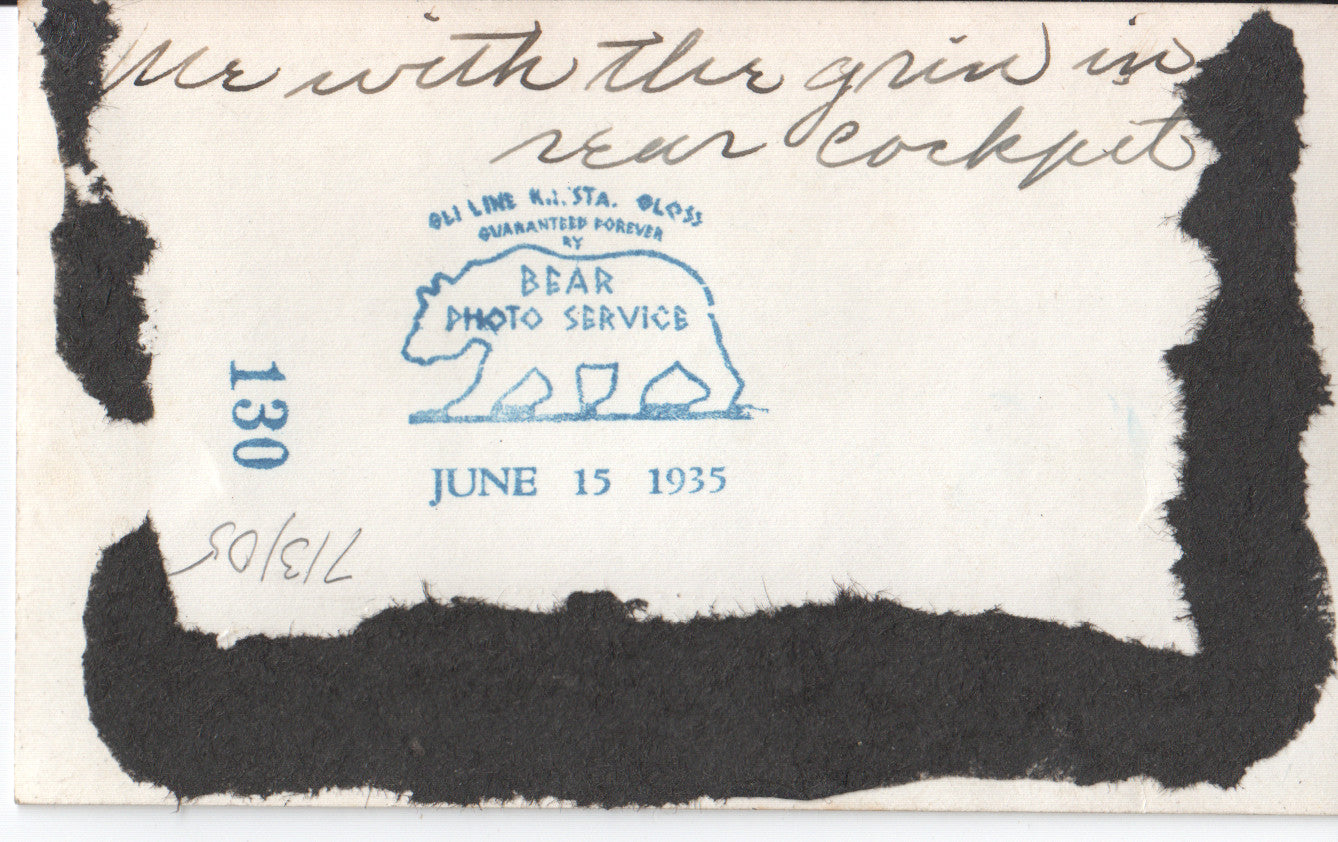 Me with the grin in
rear cockpit
GUARANTEED FOREVER
BY
BEAR
PHOTO SERVICE
130
JUNE 15 1935
7/3/05